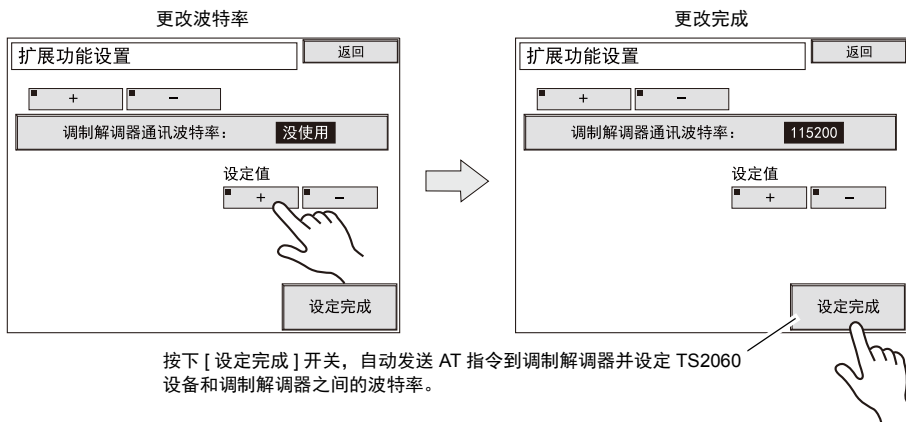 更改波特率
扩展功能设置
返回
+
−
调制解调器通讯波特率：
没使用
设定值
+
−
设定完成
更改完成
扩展功能设置
返回
+
−
调制解调器通讯波特率：
115200
设定值
+
−
设定完成
按下 [ 设定完成 ] 开关，自动发送 AT 指令到调制解调器并设定 TS2060
设备和调制解调器之间的波特率。